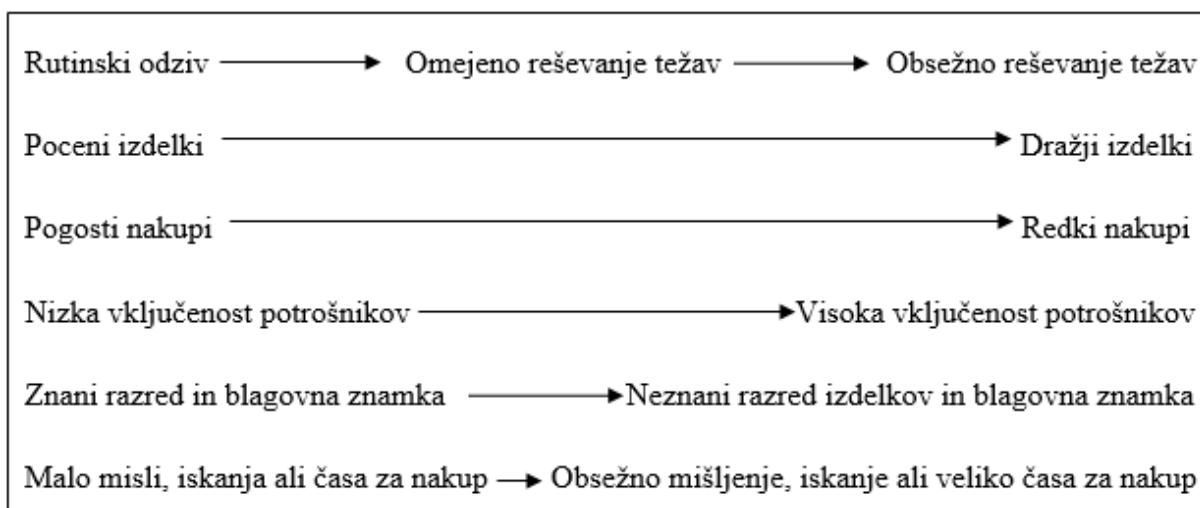 Rutinski odziv Omejeno reševanje težav Obsežno reševanje težav
Poceni izdelki Dražji izdelki
Pogosti nakupi Redki nakupi
Nizka vključenost potrošnikov Visoka vključenost potrošnikov
Znani razred in blagovna znamka Neznani razred izdelkov in blagovna znamka
Malo misli, iskanja ali časa za nakup Obsežno mišljenje, iskanje ali veliko časa za nakup